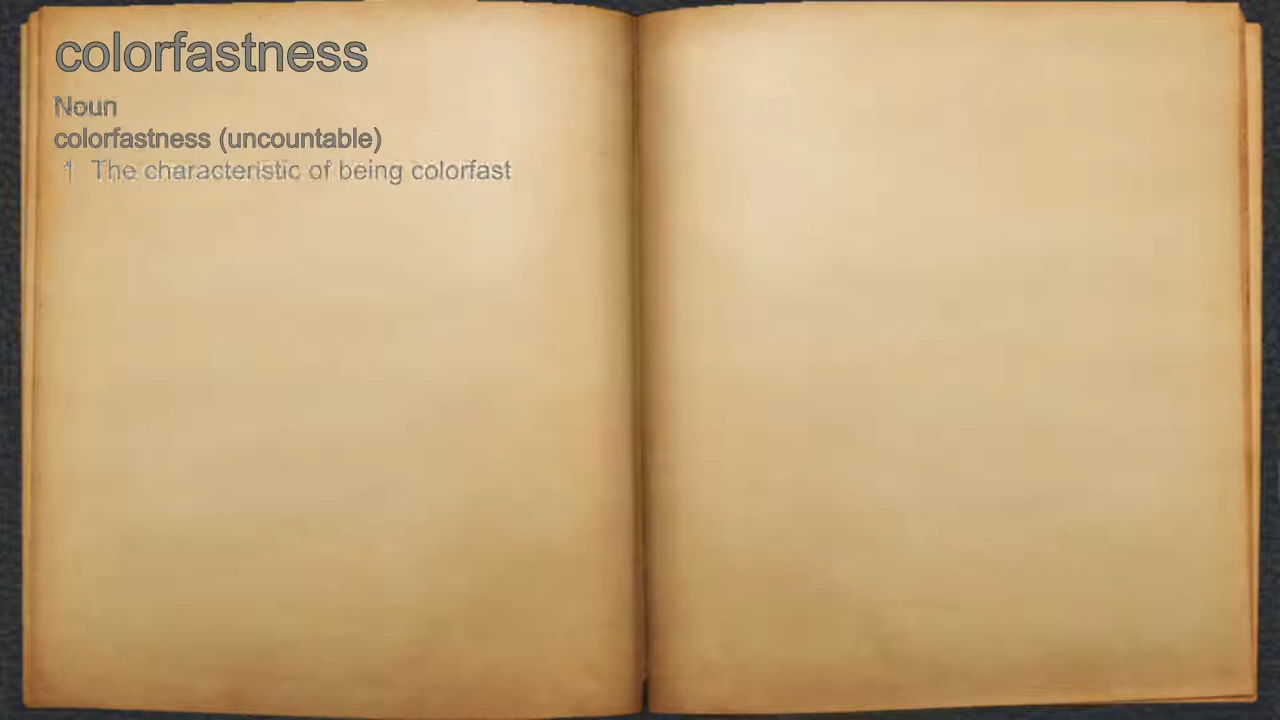 colorfastness
Noun
colorfastness (uncountable)
1 The characteristic of being colorfast